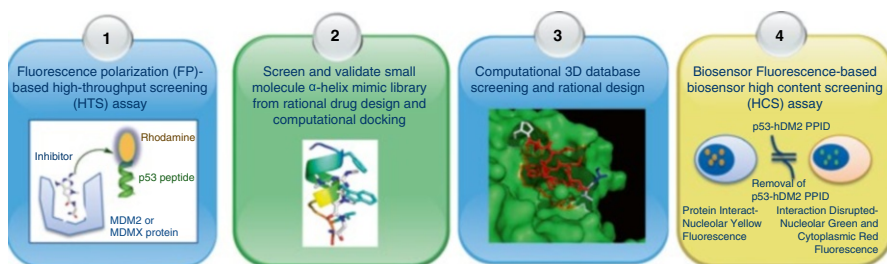 1
Fluorescence polarization (FP)-
based high-throughput screening
(HTS) assay
Rhodamine
Inhibitor
p53 peptide
MDM2 or
MDMX protein
2
Screen and validate small
molecule α-helix mimic library
from rational drug design and
computational docking
3
Computational 3D database
screening and rational design
4
Biosensor Fluorescence-based
biosensor high content screening
(HCS) assay
p53-hDM2 PPID
Removal of
p53-hDM2 PPID
Protein Interact-
Nucleolar Yellow
Fluorescence
Interaction Disrupted-
Nucleolar Green and
Cytoplasmic Red
Fluorescence